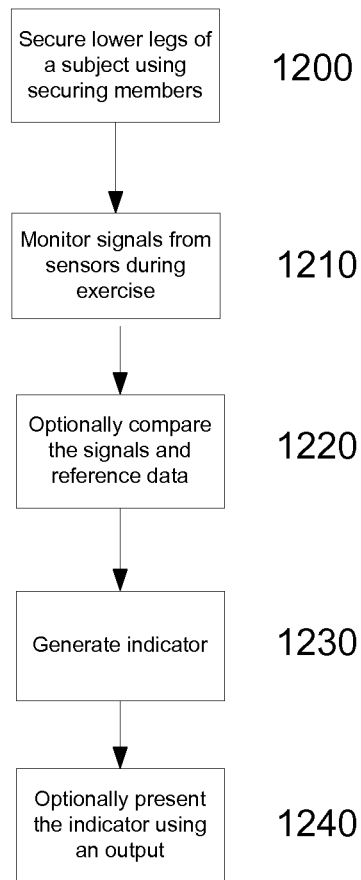 Secure lower legs of
a subject using
securing members
1200
Monitor signals from
sensors during
exercise
1210
Optionally compare
the signals and
reference data
1220
Generate indicator
1230
Optionally present
the indicator using
an output
1240